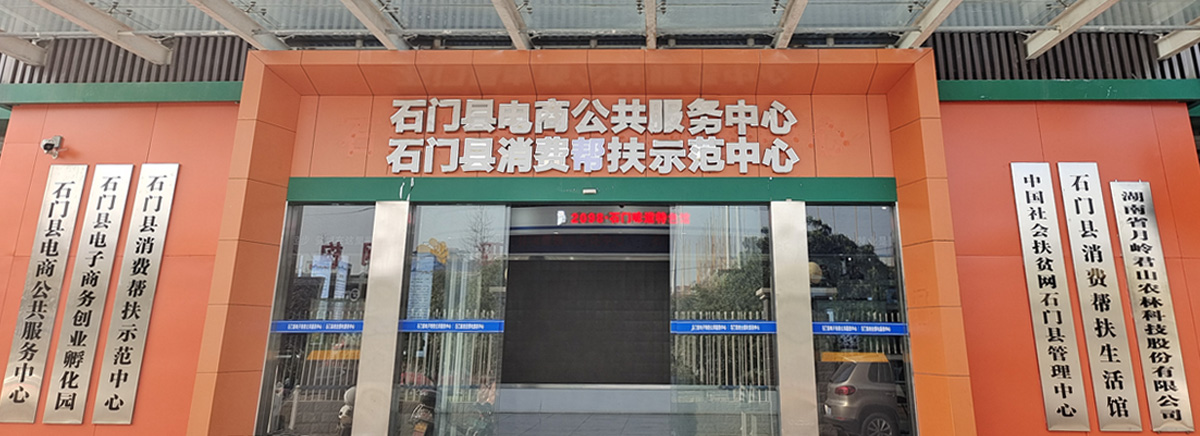 石门县电商公共服务中心
石门县消费帮扶示范中心
石门县电商公共服务中心
石门县电子商务创业孵化园
石门县消费帮扶示范中心
中国社会扶贫网石门县管理中心
石门县消费帮扶生活馆
湖南省月岭君山农林科技股份有限公司